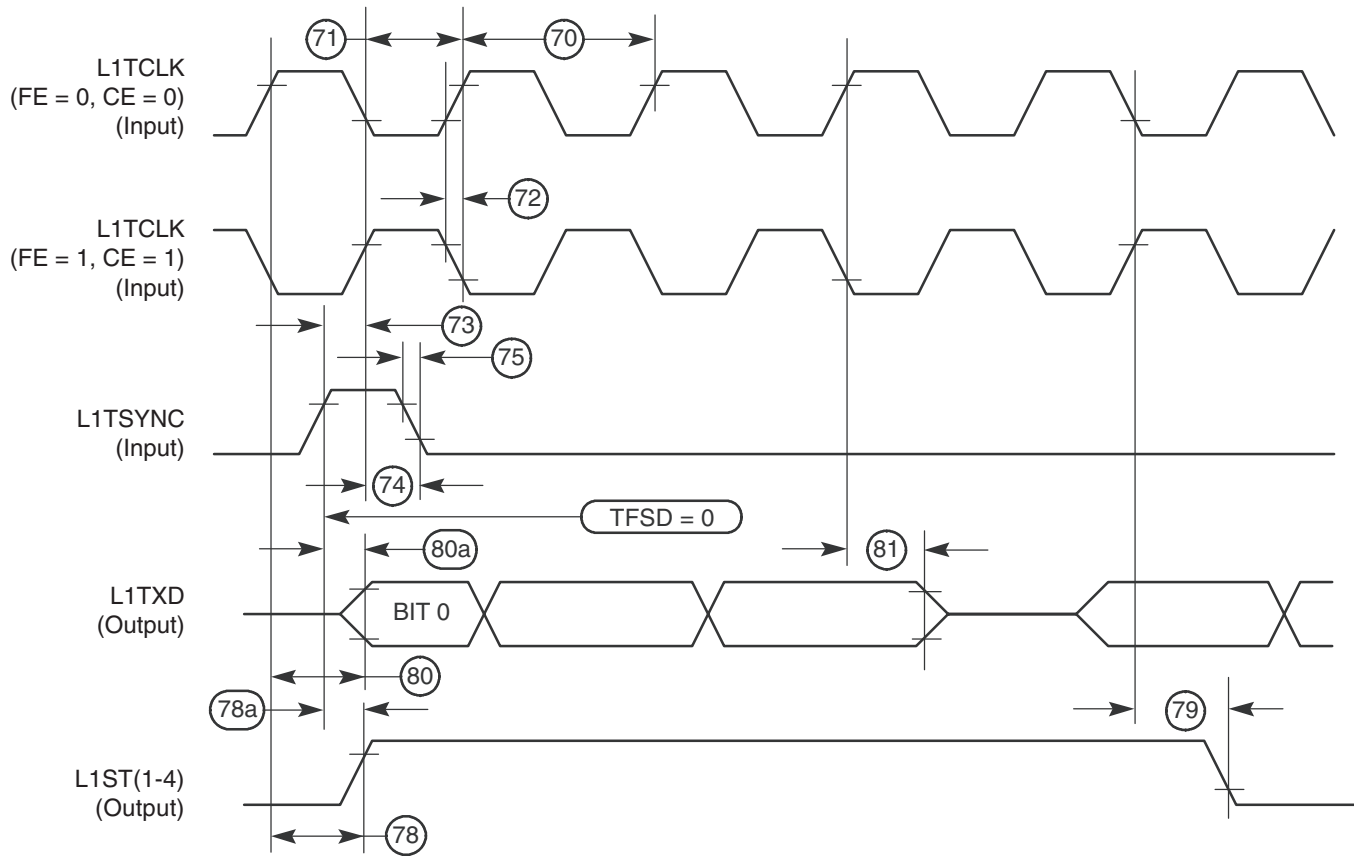 71
70
L1TCLK
(FE = 0, CE = 0)
(Input)
72
L1TCLK
(FE = 1, CE = 1)
(Input)
73
75
L1TSYNC
(Input)
74
TFSD = 0
80a
81
L1TXD
(Output)
BIT 0
80
78a
79
L1ST(1-4)
(Output)
78